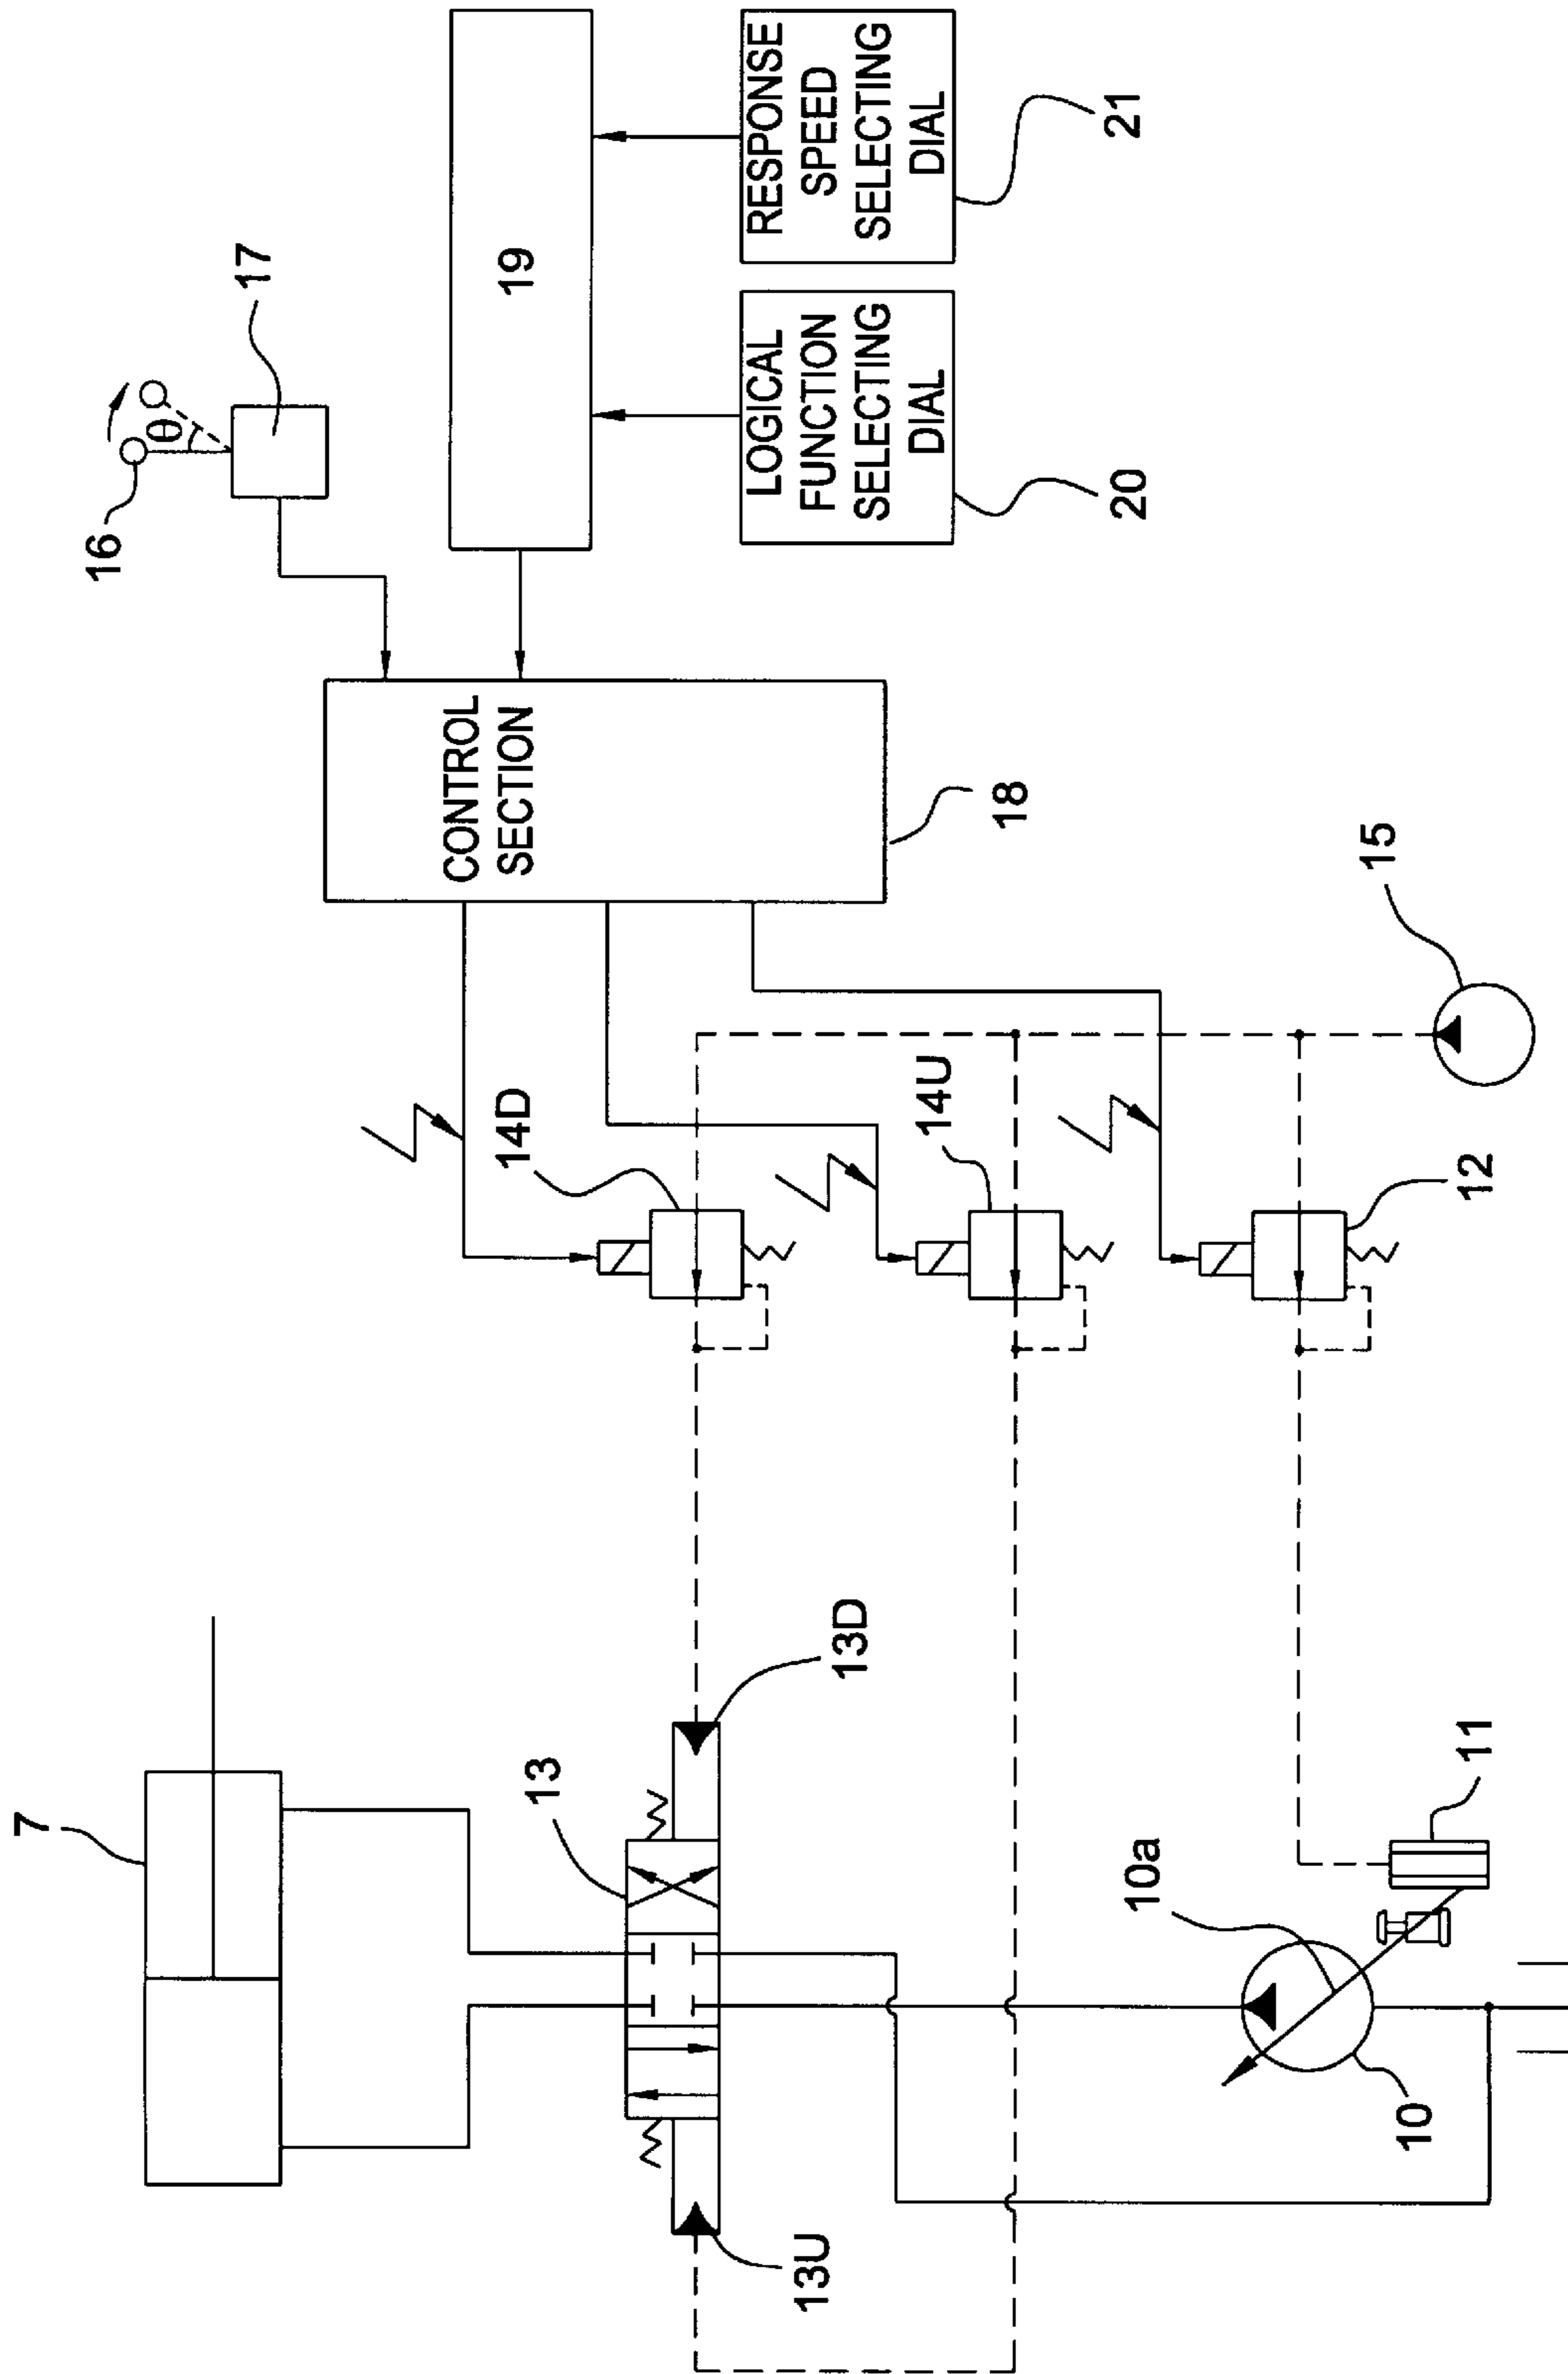 7
13
13D
13U
10a
10
11
14D
14U
12
15
CONTROL
SECTION
18
16
θ
17
19
LOGICAL
FUNCTION
SELECTING
DIAL
20
RESPONSE
SPEED
SELECTING
DIAL
21